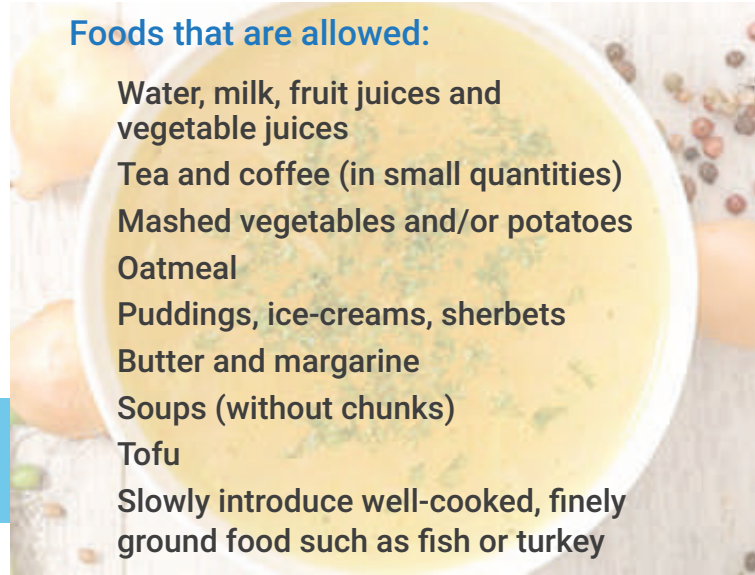 Foods that are allowed:
Water, milk, fruit juices and
vegetable juices
Tea and coffee (in small quantities)
Mashed vegetables and/or potatoes
Oatmeal
Puddings, ice-creams, sherbets
Butter and margarine
Soups (without chunks)
Tofu
Slowly introduce well-cooked, finely
ground food such as fish or turkey